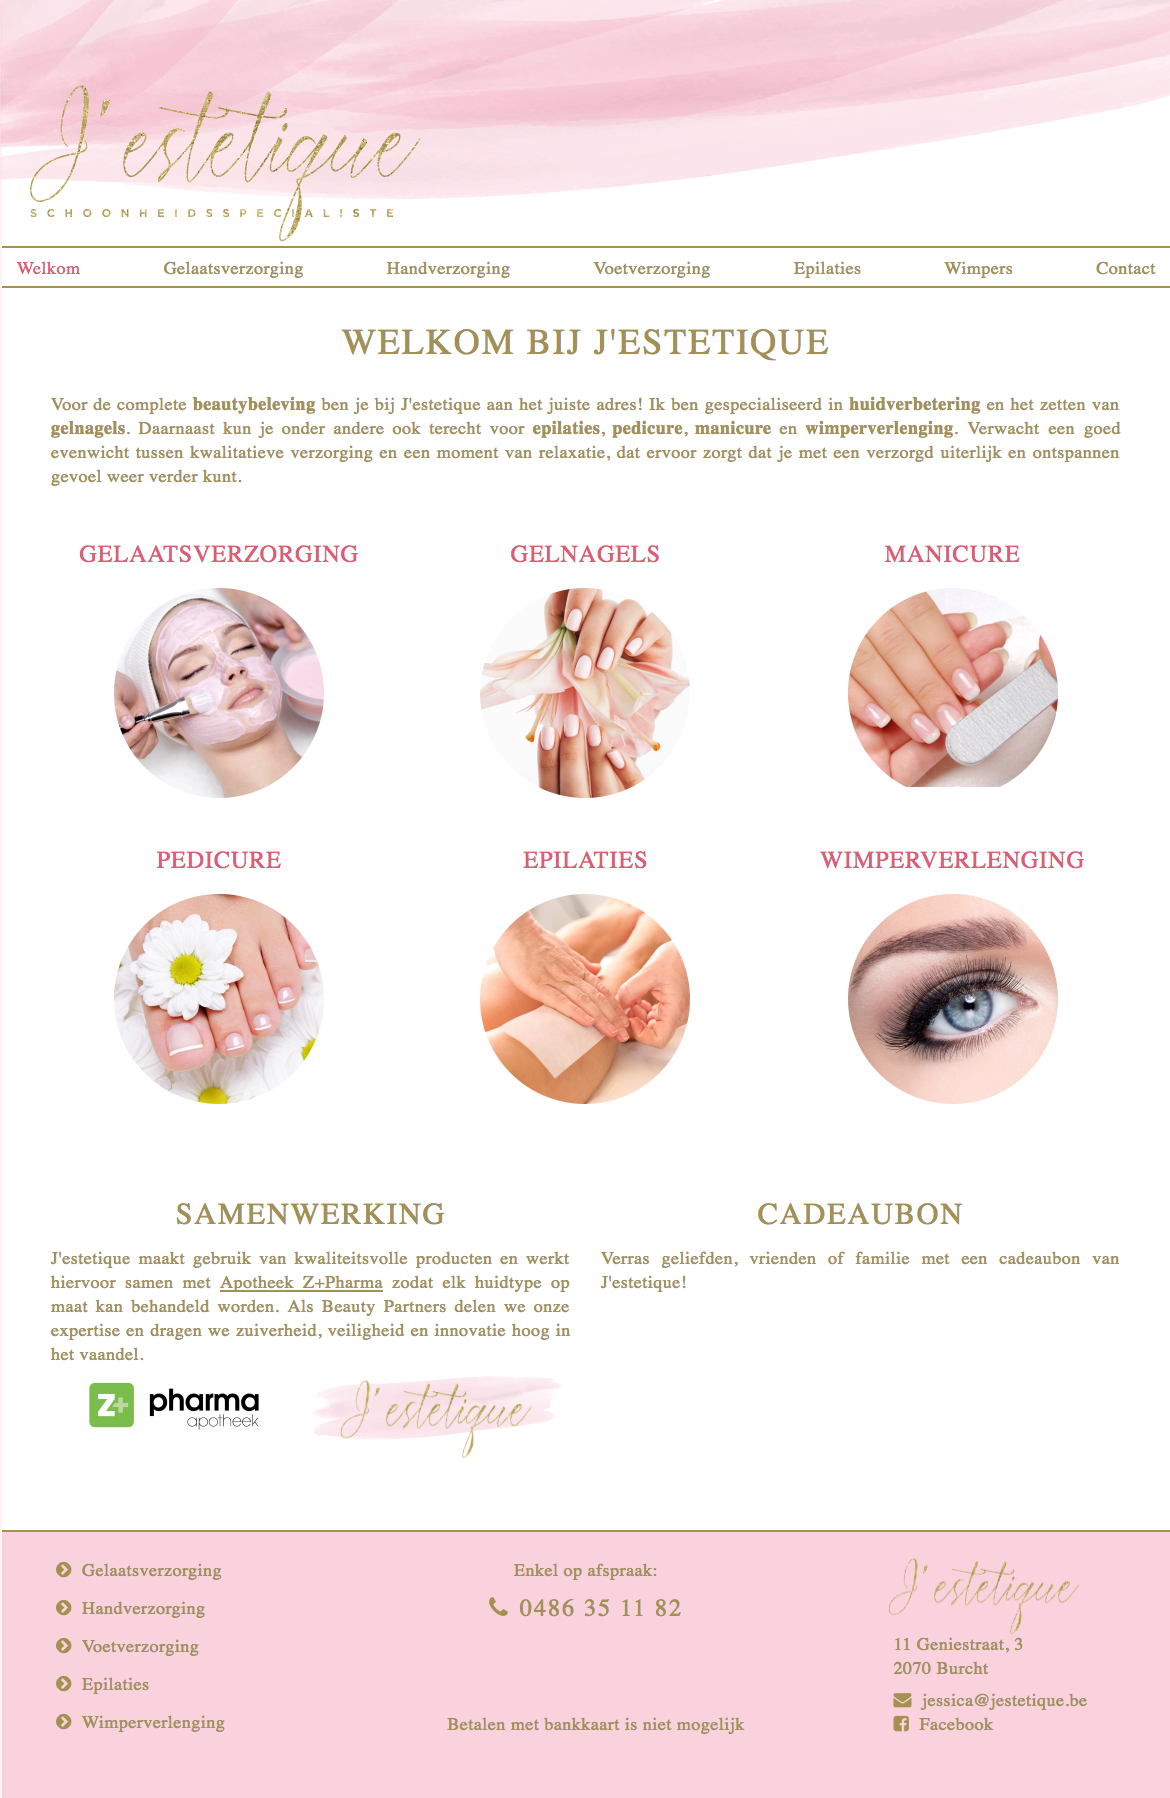 J'estetique
SCHOONHEIDSSPECIALISTE
Welkom Gelaatsverzorging Handverzorging Voetverzorging Epilaties Wimpers Contact
WELKOM BIJ J'ESTETIQUE
Voor de complete beautybeleving ben je bij J'estetique aan het juiste adres! Ik ben gespecialiseerd in huidverbetering en het zetten van
gelnagels. Daarnaast kun je onder andere ook terecht voor epilaties, pedicure, manicure en wimperverlenging. Verwacht een goed
evenwicht tussen kwalitatieve verzorging en een moment van relaxatie, dat ervoor zorgt dat je met een verzorgd uiterlijk en ontspannen
gevoel weer verder kunt.
GELAATSVERZORGING GELNAGELS MANICURE
PEDICURE EPILATIES WIMPERVERLENGING
SAMENWERKING
J'estetique maakt gebruik van kwaliteitsvolle producten en werkt
hiervoor samen met Apotheek Z+Pharma zodat elk huidtype op
maat kan behandeld worden. Als Beauty Partners delen we onze
expertise en dragen we zuiverheid, veiligheid en innovatie hoog in
het vaandel.
z+ pharma
apotheek
J'estetique
CADEAUBON
Verras geliefden, vrienden of familie met een cadeaubon van
J'estetique!
Gelaatsverzorging
Handverzorging
Voetverzorging
Epilaties
Wimperverlenging
Enkel op afspraak:
0486 35 11 82
Betalen met bankkaart is niet mogelijk
J'estetique
11 Geniestraat, 3
2070 Burcht
jessica@jestetique.be
Facebook